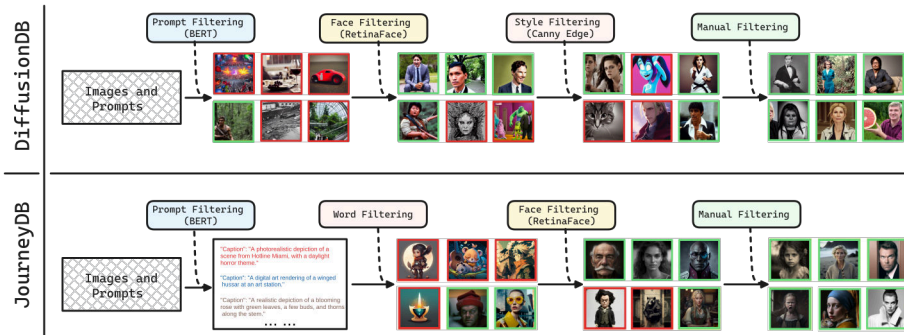 DiffusionDB
Prompt Filtering
(BERT)
Face Filtering
(RetinaFace)
Style Filtering
(Canny Edge)
Manual Filtering
Images and
Prompts
JourneyDB
Prompt Filtering
(BERT)
Word Filtering
Face Filtering
(RetinaFace)
Manual Filtering
Images and
Prompts
"Caption": "A photorealistic depiction of a
scene from Hotline Miami, with a daylight
horror theme."
"Caption": "A digital art rendering of a winged
hussar at an art station."
"Caption": "A realistic depiction of a blooming
rose with green leaves, a few buds, and thorns
along the stem."
... ...